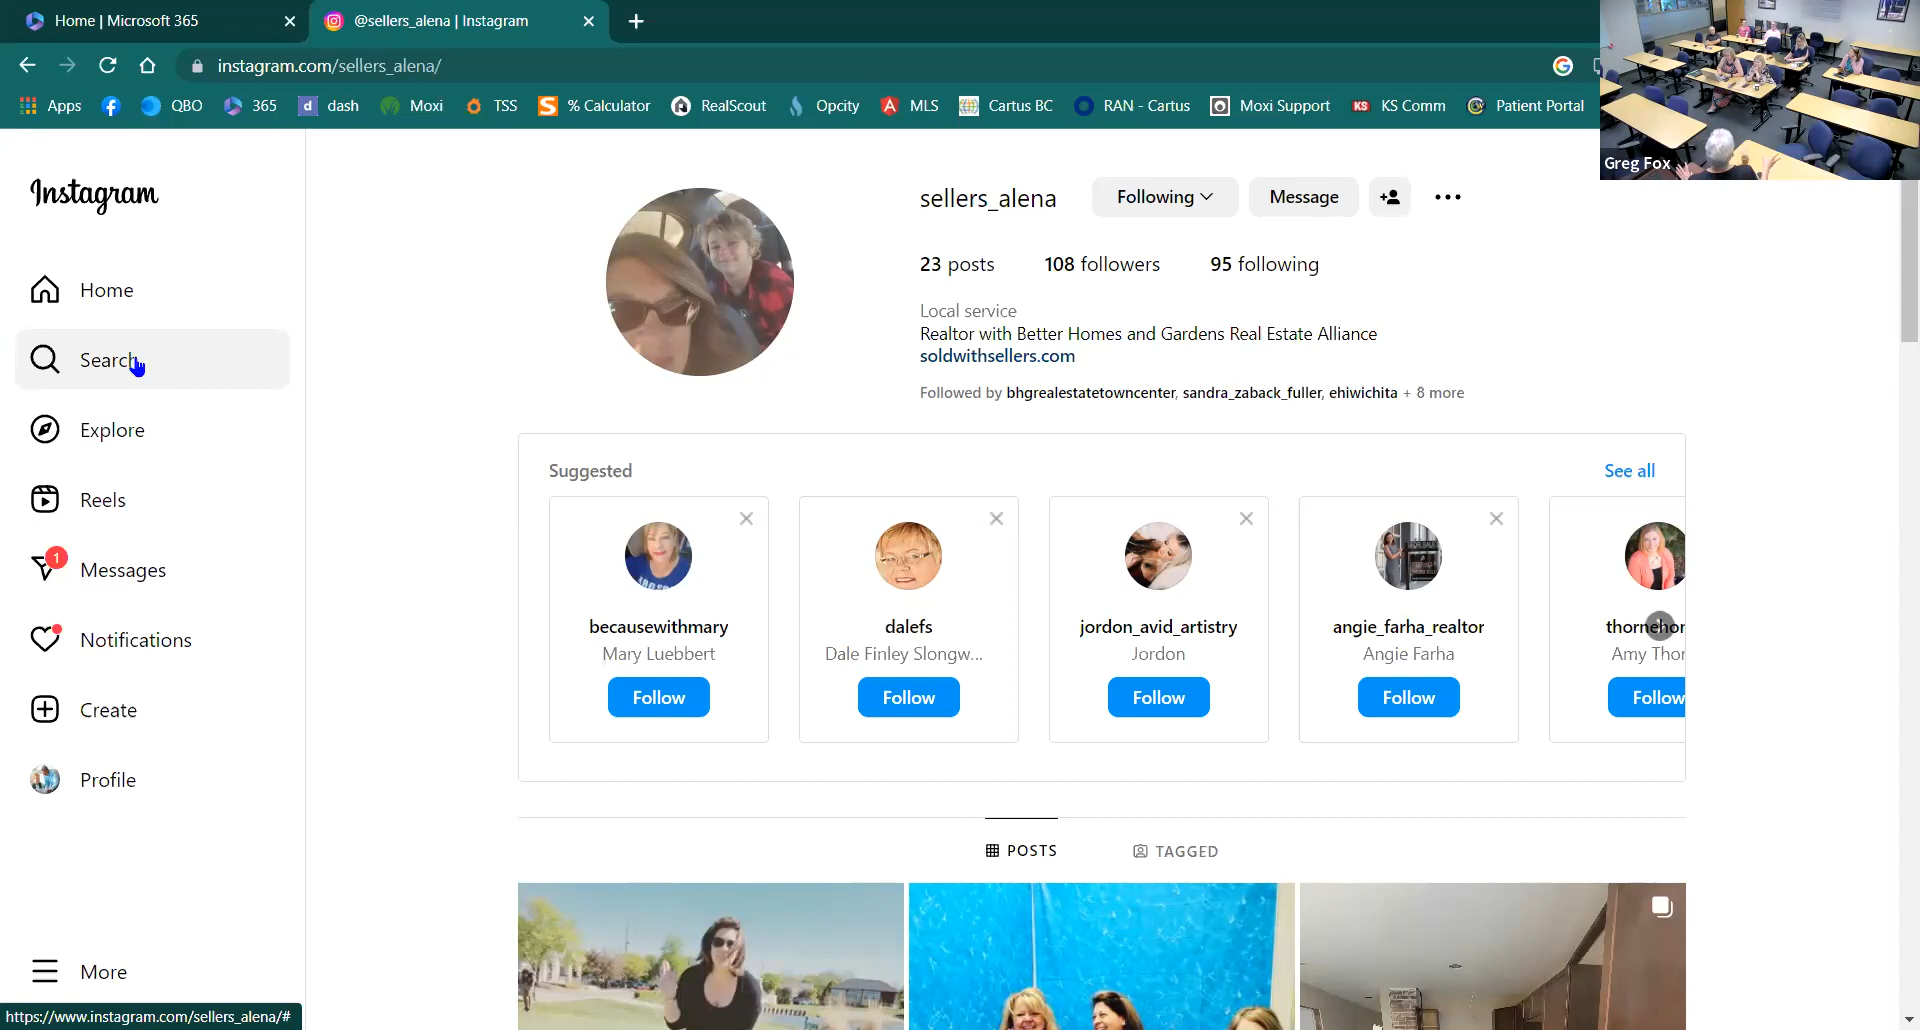 Home | Microsoft 365
@sellers_alena | Instagram
instagram.com/sellers_alena/
Apps
QBO
365
dash
Moxi
TSS
% Calculator
RealScout
Opcity
MLS
Cartus BC
RAN - Cartus
Moxi Support
KS Comm
Patient Portal
Greg Fox
Instagram
Home
Search
Explore
Reels
1
Messages
Notifications
Create
Profile
More
https://www.instagram.com/sellers_alena/#
sellers_alena
Following
Message
23 posts 108 followers 95 following
Local service
Realtor with Better Homes and Gardens Real Estate Alliance
soldwithsellers.com
Followed by bhgrealestatetowncenter, sandra_zaback_fuller, ehiwichita + 8 more
Suggested
See all
becausewithmary
Mary Luebbert
Follow
dalefs
Dale Finley Slongw...
Follow
jordon_avid_artistry
Jordon
Follow
angie_farha_realtor
Angie Farha
Follow
Amy Thor
Follow
POSTS
TAGGED